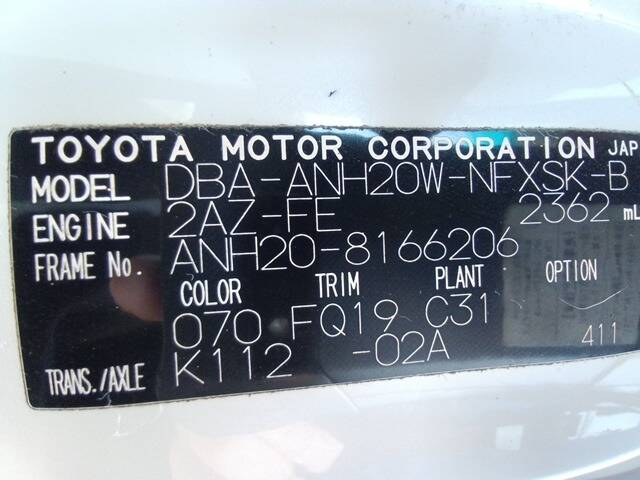 TOYOTA MOTOR CORPORATION JAP
MODEL DBA-ANH20W-NFXSK-B
ENGINE 2AZ-FE 2362 mL
FRAME No. ANH20-8166206
COLOR TRIM PLANT OPTION
070 FQ19 C31
411
TRANS./AXLE K112 -02A